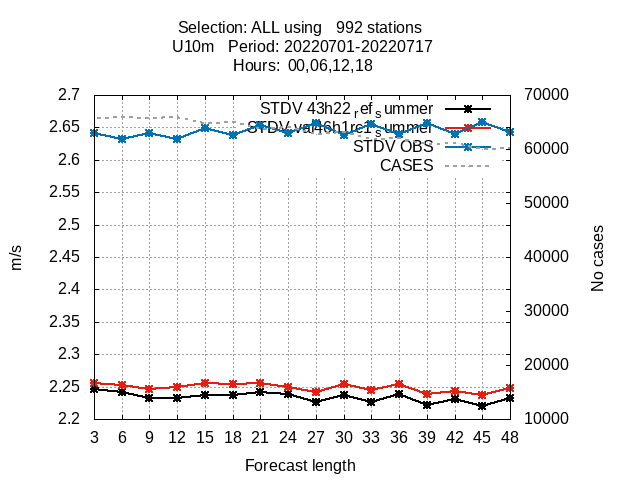 Selection: ALL using   992 stations
U10m   Period: 20220701-20220717
Hours:  00,06,12,18
2.7
2.65
2.6
2.55
2.5
2.45
2.4
2.35
2.3
2.25
2.2
m/s
STDV 43h22refsummer
STDV val46h1rc1summer
STDV OBS
CASES
70000
60000
50000
40000
30000
20000
10000
No cases
3 6 9 12 15 18 21 24 27 30 33 36 39 42 45 48
Forecast length